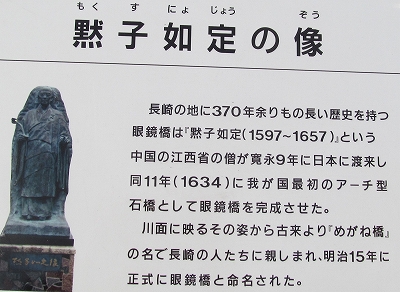 もく す にょ じょう ぞう
黙子如定の像
長崎の地に370年余りもの長い歴史を持つ
眼鏡橋は『黙子如定(1597~1657)』という
中国の江西省の僧が寛永9年に日本に渡来し
同11年(1634)に我が国最初のアーチ型
石橋として眼鏡橋を完成させた。
川面に映るその姿から古来より『めがね橋』
の名で長崎の人たちに親しまれ、明治15年に
正式に眼鏡橋と命名された。